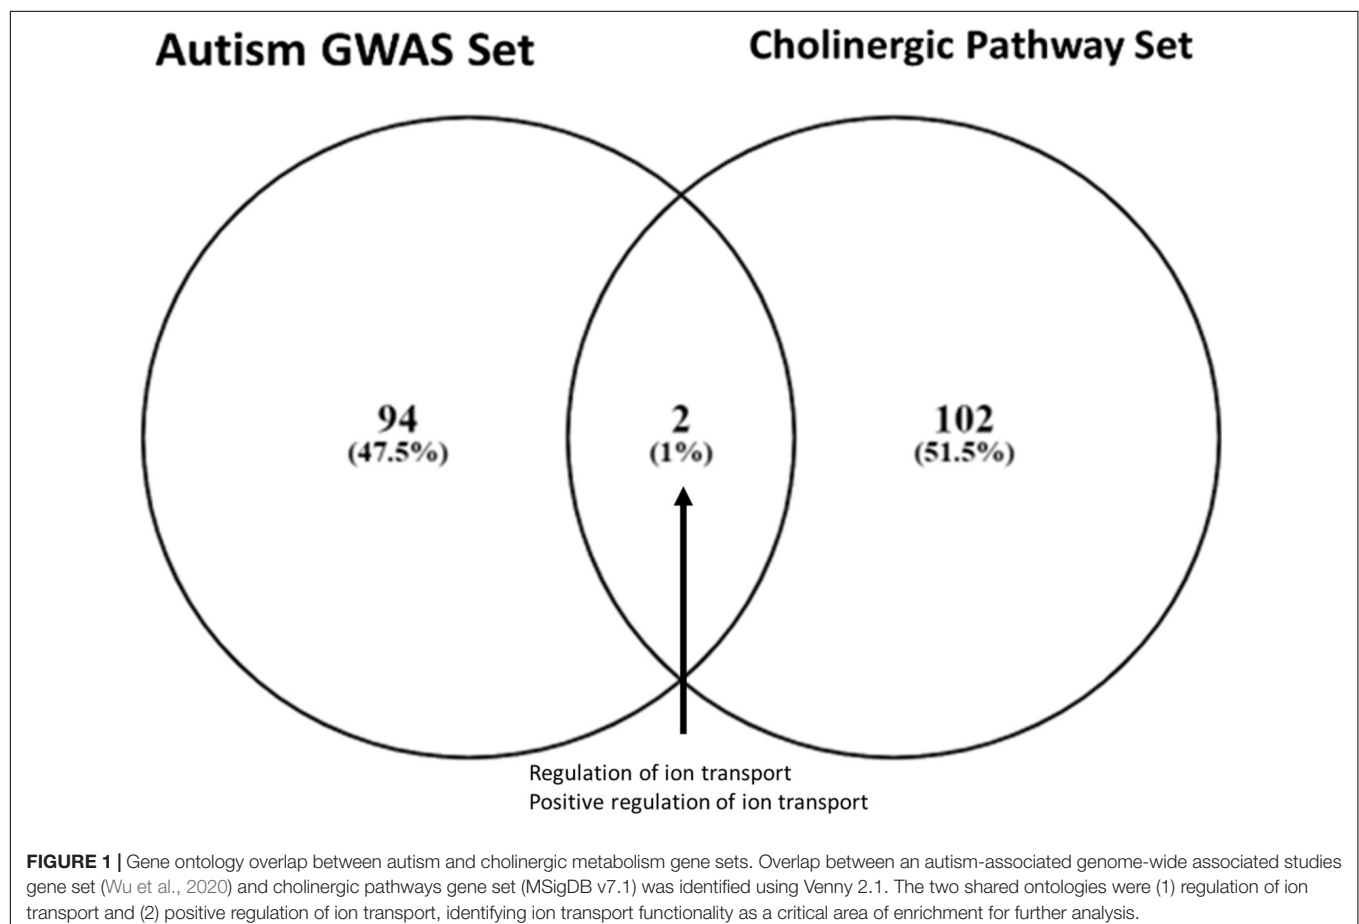 Autism GWAS Set
Cholinergic Pathway Set
94
(47.5%)
2
(1%)
102
(51.5%)
Regulation of ion transport
Positive regulation of ion transport
FIGURE 1 | Gene ontology overlap between autism and cholinergic metabolism gene sets. Overlap between an autism-associated genome-wide associated studies
gene set (Wu et al., 2020) and cholinergic pathways gene set (MSigDB v7.1) was identified using Venny 2.1. The two shared ontologies were (1) regulation of ion
transport and (2) positive regulation of ion transport, identifying ion transport functionality as a critical area of enrichment for further analysis.